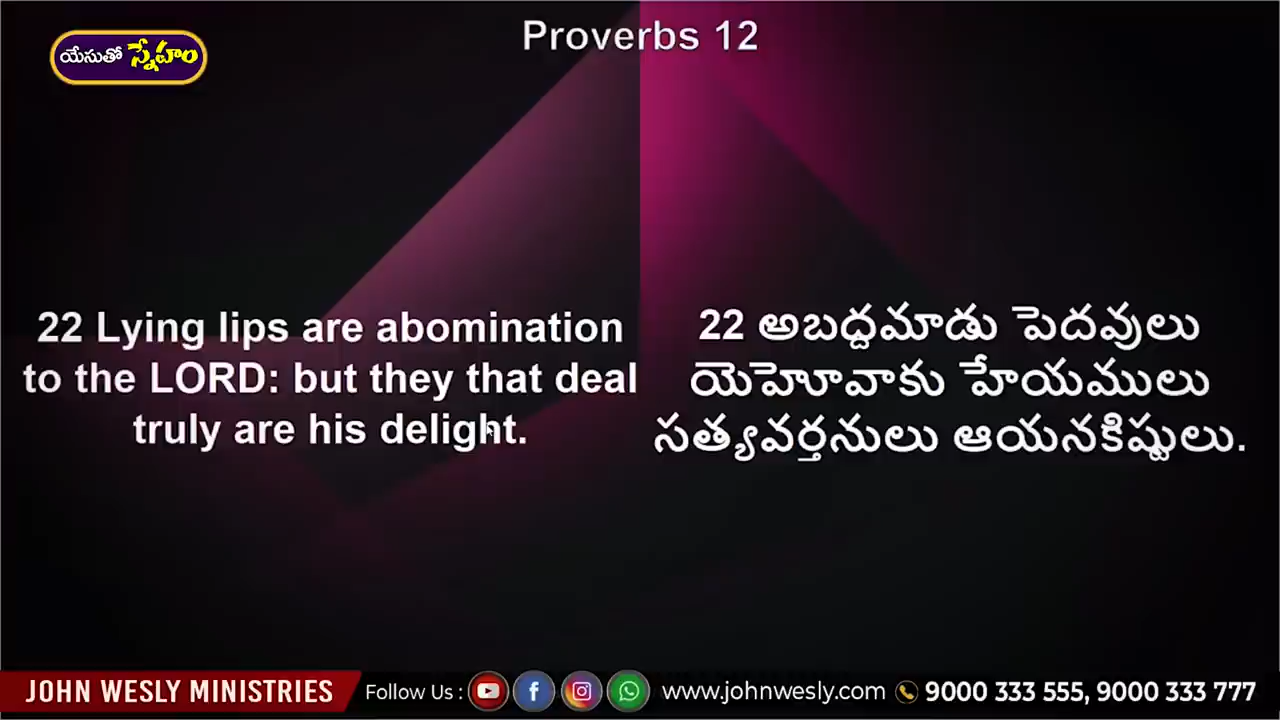 Proverbs 12
యేసుతో స్నేహం
22 Lying lips are abomination
to the LORD: but they that deal
truly are his delight.
22 అబద్దమాడు పెదవులు
యెహెూవాకు హేయములు
సత్యవర్తనులు ఆయనకిష్టులు.
JOHN WESLY MINISTRIES Follow Us : www.johnwesly.com 9000 333 555, 9000 333 777